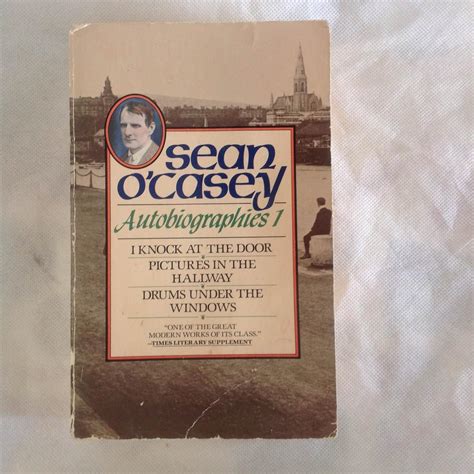 sean
o'casey
Autobiographies 1
I KNOCK AT THE DOOR
PICTURES IN THE
HALLWAY
DRUMS UNDER THE
WINDOWS
"ONE OF THE GREAT
MODERN WORKS OF ITS CLASS."
–TIMES LITERARY SUPPLEMENT